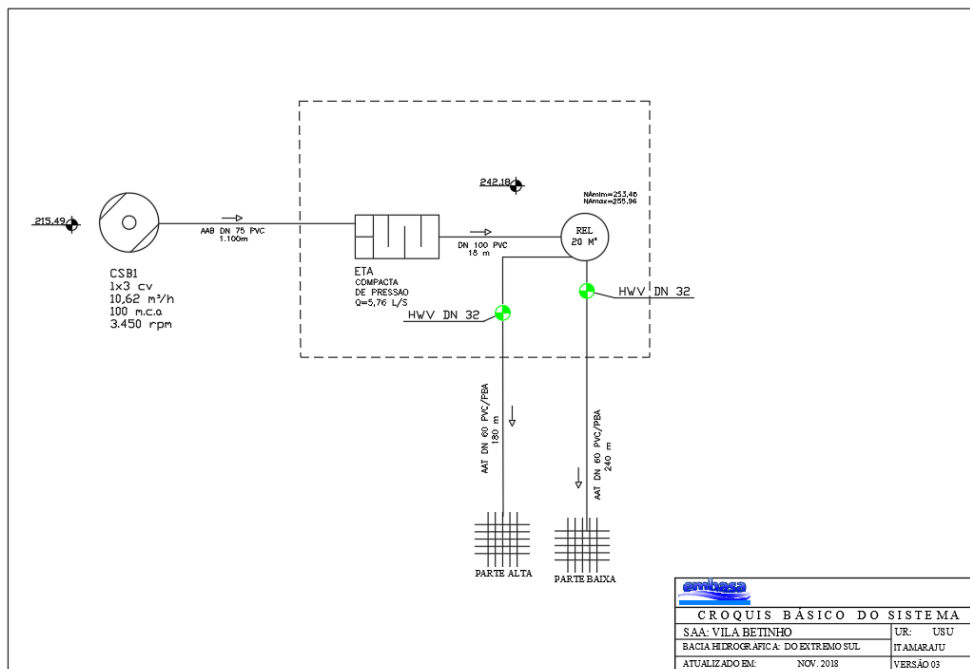 215,49
CSB1
1x3 cv
10,62 m³/h
100 m.c.a
3.450 rpm
AAB DN 75 PVC
1.100m
ETA
COMPACTA
DE PRESSAO
Q=5,76 L/S
242,18
DN 100 PVC
18 m
NAmin=253,46
NAmax=255,96
REL
20 M³
HWV DN 32
HWV DN 32
AAT DN 60 PVC/PBA
180 m
AAT DN 60 PVC/PBA
240 m
PARTE ALTA
PARTE BAIXA
embasa
CROQUIS BÁSICO DO SISTEMA
SAA: VILA BETINHO
UR: USU
BACIA HIDROGRAFICA: DO EXTREMO SUL
ITAMARAJU
ATUALIZADO EM: NOV. 2018
VERSÃO 03